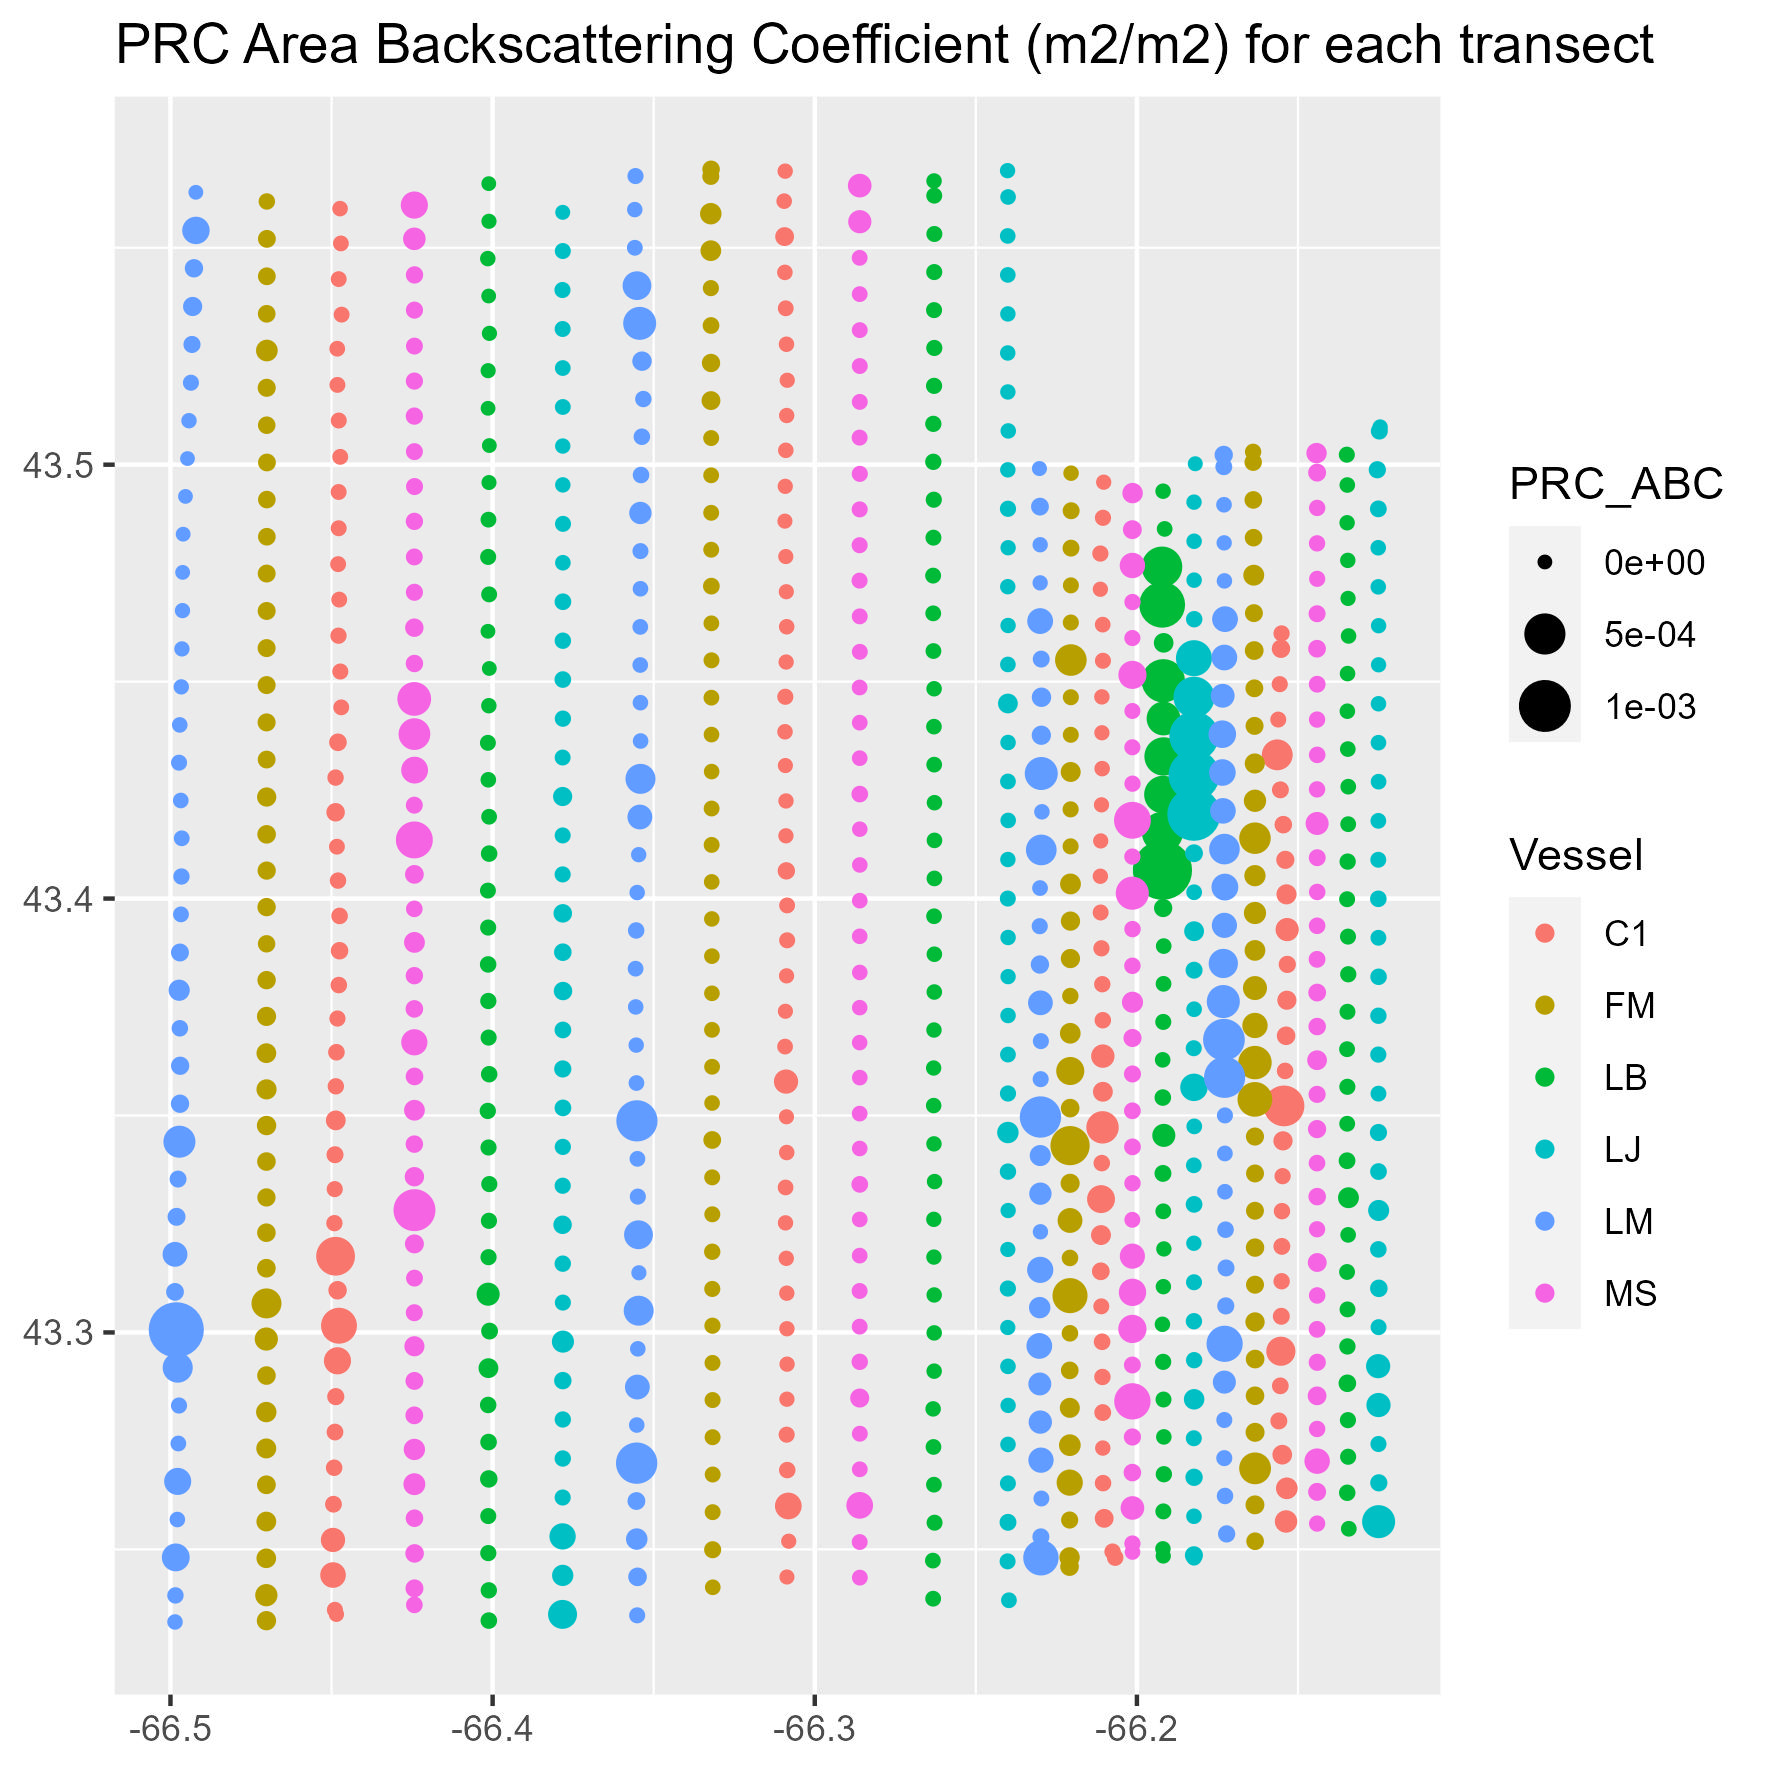 PRC Area Backscattering Coefficient (m2/m2) for each transect
43.5
43.4
43.3
-66.5
-66.4
-66.3
-66.2
PRC_ABC
0e+00
5e-04
1e-03
Vessel
C1
FM
LB
LJ
LM
MS